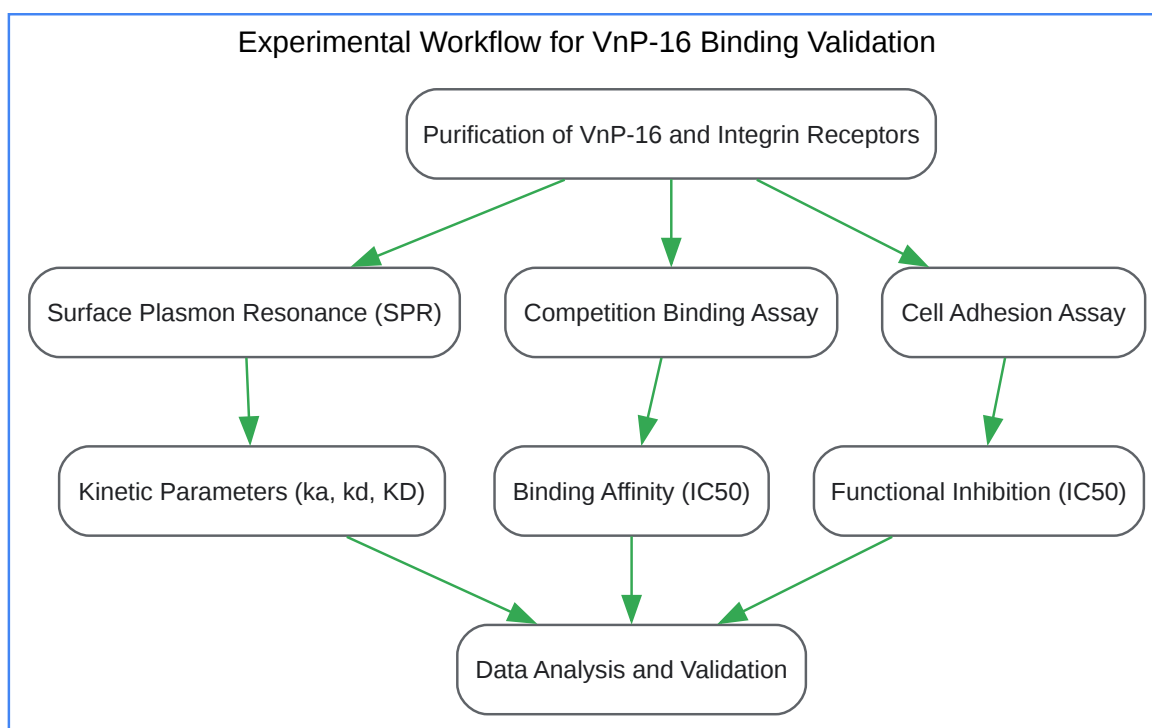 Experimental Workflow for VnP-16 Binding Validation
Purification of VnP-16 and Integrin Receptors
Surface Plasmon Resonance (SPR)
Competition Binding Assay
Cell Adhesion Assay
Kinetic Parameters (ka, kd, KD)
Binding Affinity (IC50)
Functional Inhibition (IC50)
Data Analysis and Validation